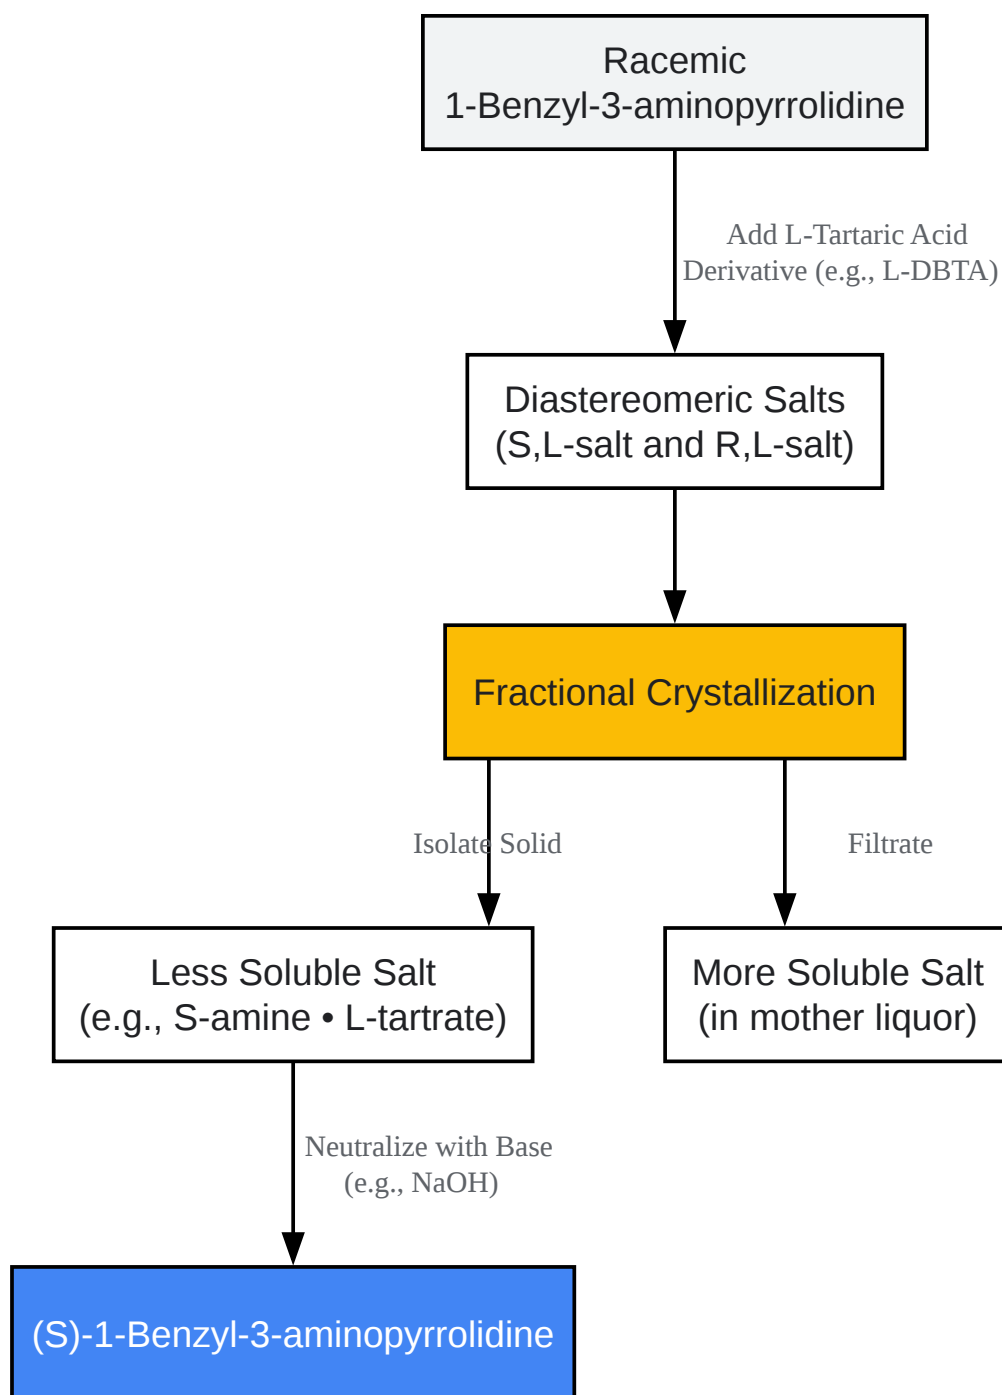 Racemic
1-Benzyl-3-aminopyrrolidine
Add L-Tartaric Acid
Derivative (e.g., L-DBTA)
Diastereomeric Salts
(S,L-salt and R,L-salt)
Fractional Crystallization
Isolate Solid
Filtrate
Less Soluble Salt
(e.g., S-amine • L-tartrate)
More Soluble Salt
(in mother liquor)
Neutralize with Base
(e.g., NaOH)
(S)-1-Benzyl-3-aminopyrrolidine